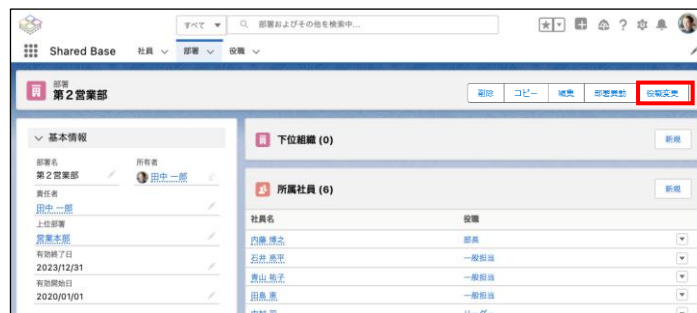 すべて
部署およびその他を検索中...
Shared Base 社員 部署 役職
部署
第２営業部
削除 コピー 編集 部署異動 役職変更
基本情報
部署名 所有者
第２営業部 田中 一郎
責任者
田中 一郎
上位部署
営業本部
有効終了日
2023/12/31
有効開始日
2020/01/01
下位組織 (0) 新規
所属社員 (6) 新規
社員名 役職
内藤 博之 部長
石井 亮平 一般担当
青山 祐子 一般担当
田島 恵 一般担当
リーダー